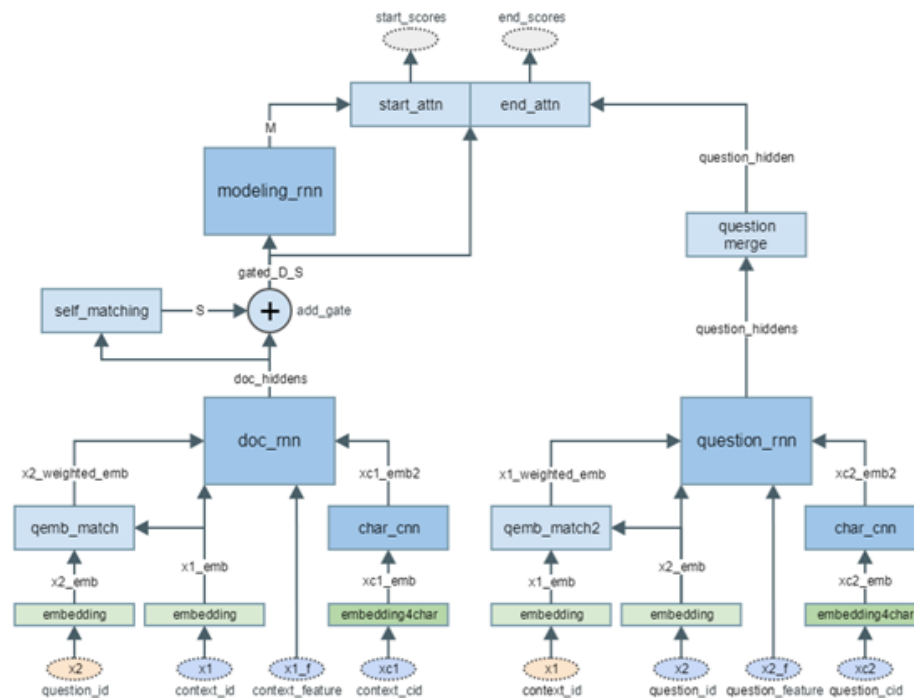 start_scores end_scores
start_attn end_attn
M
modeling_rnn
question_hidden
question
merge
gated_D_S
self_matching S + add_gate
question_hiddens
doc_hiddens
doc_rnn question_rnn
x2_weighted_emb xc1_emb2 x1_weighted_emb xc2_emb2
qemb_match char_cnn qemb_match2 char_cnn
x2_emb x1_emb xc1_emb x1_emb x2_emb xc2_emb
embedding embedding embedding4char embedding embedding embedding4char
x2 x1 x1_f xc1 x1 x2 x2_f xc2
question_id context_id context_feature context_cid context_id question_id question_feature question_cid